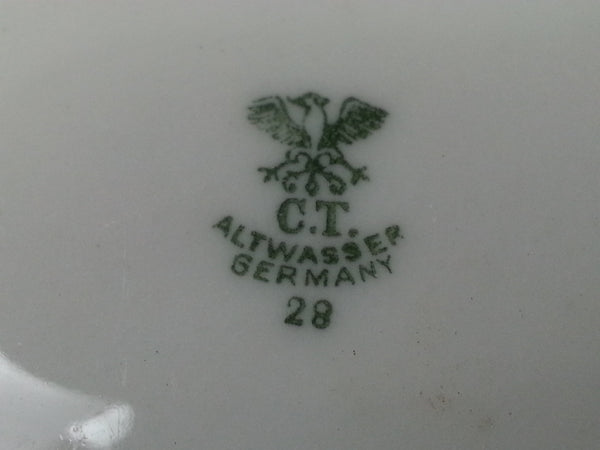 C.T.
ALTWASSER
GERMANY
28